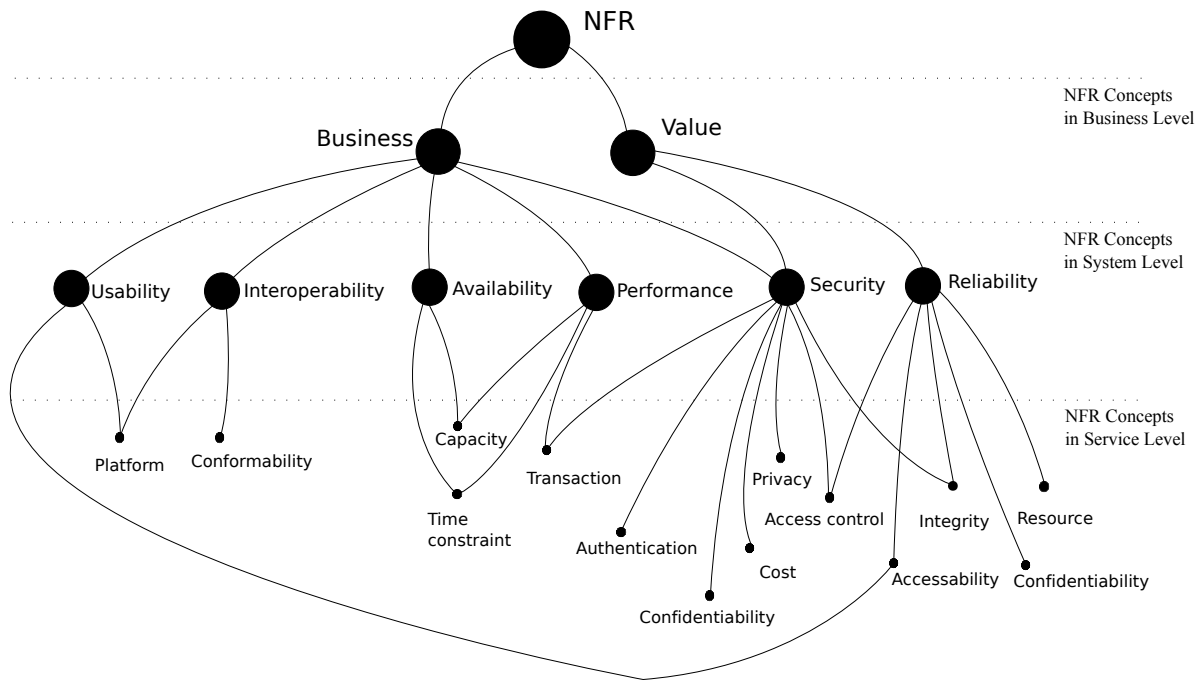 NFR
NFR Concepts
in Business Level
Business
Value
NFR Concepts
in System Level
Usability
Interoperability
Availability
Performance
Security
Reliability
NFR Concepts
in Service Level
Capacity
Platform
Conformability
Transaction
Privacy
Time
constraint
Access control
Integrity
Resource
Authentication
Cost
Accessability
Confidentiability
Confidentiability